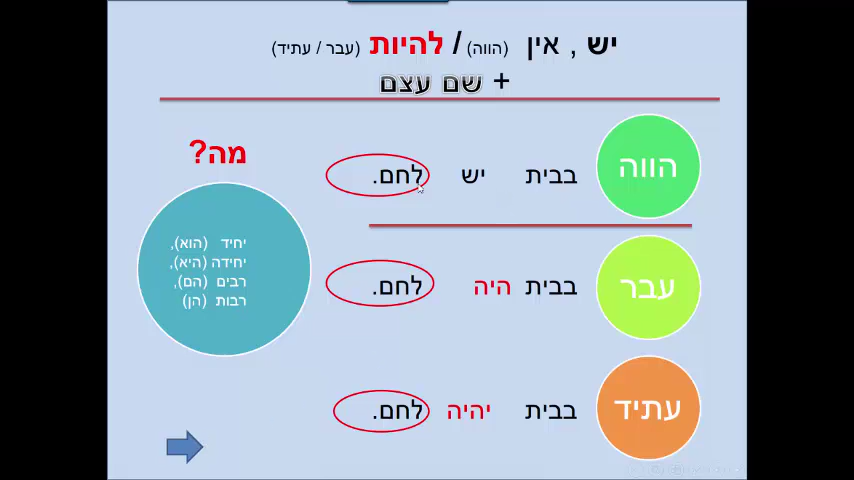 יש , אין (הווה) / להיות (עבר / עתיד)
+ שם עצם
הווה
בבית יש לחם.
מה?
יחיד (הוא),
יחידה (היא),
רבים (הם),
רבות (הן)
עבר
בבית היה לחם.
עתיד
בבית יהיה לחם.